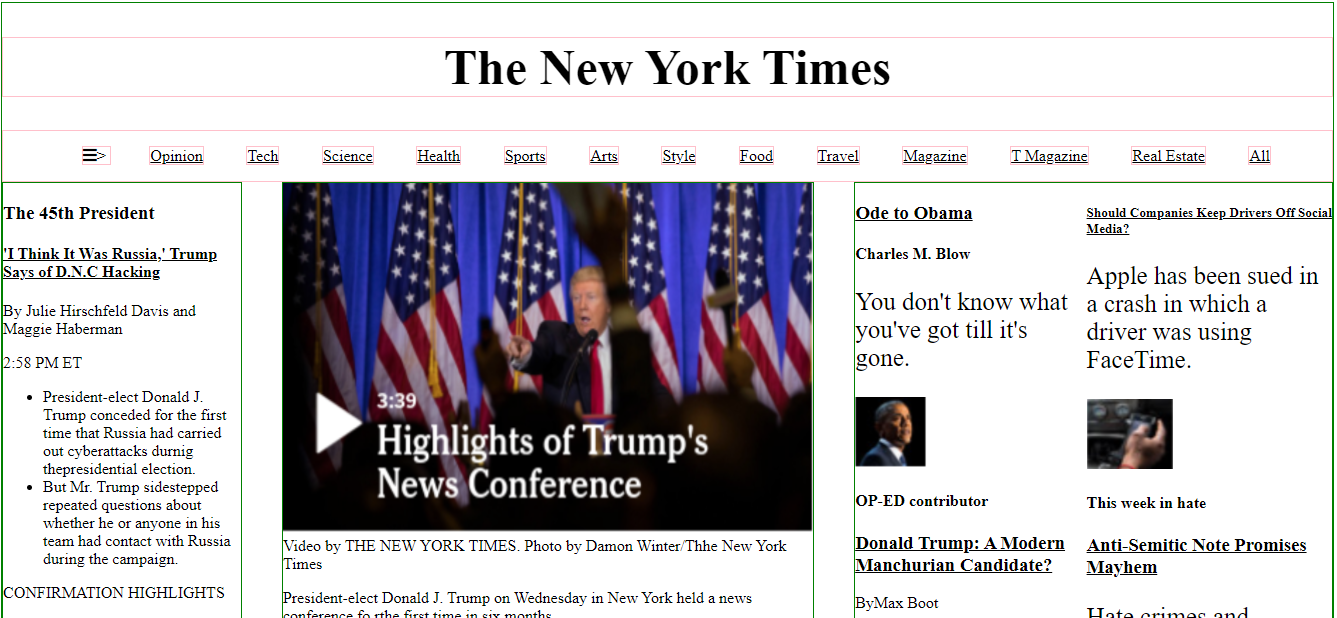 The New York Times
> Opinion Tech Science Health Sports Arts Style Food Travel Magazine T Magazine Real Estate All
The 45th President
'I Think It Was Russia,' Trump
Says of D.N.C Hacking
By Julie Hirschfeld Davis and
Maggie Haberman
2:58 PM ET
President-elect Donald J.
Trump conceded for the first
time that Russia had carried
out cyberattacks durnig
thepresidential election.
But Mr. Trump sidestepped
repeated questions about
whether he or anyone in his
team had contact with Russia
during the campaign.
CONFIRMATION HIGHLIGHTS
3:39
Highlights of Trump's
News Conference
Video by THE NEW YORK TIMES. Photo by Damon Winter/Thhe New York
Times
President-elect Donald J. Trump on Wednesday in New York held a news
conference fo rthe first time in six months
Ode to Obama
Charles M. Blow
You don't know what
you've got till it's
gone.
OP-ED contributor
Donald Trump: A Modern
Manchurian Candidate?
ByMax Boot
Should Companies Keep Drivers Off Social
Media?
Apple has been sued in
a crash in which a
driver was using
FaceTime.
This week in hate
Anti-Semitic Note Promises
Mayhem
Hate crimes and